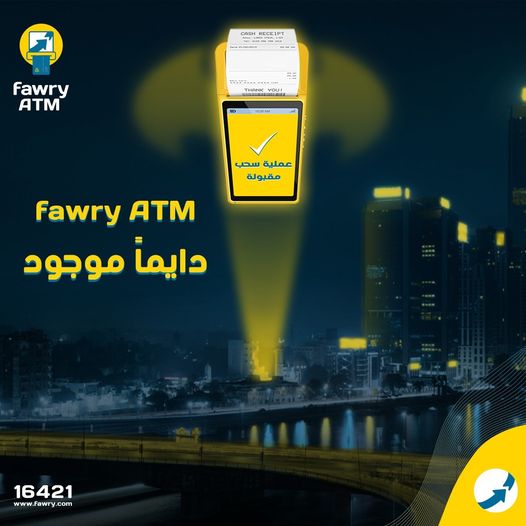 fawry
ATM
CASH RECEIPT
THANK YOU!
عملية سحب
مقبولة
fawry ATM
دايماً موجود
16421
www.fawry.com